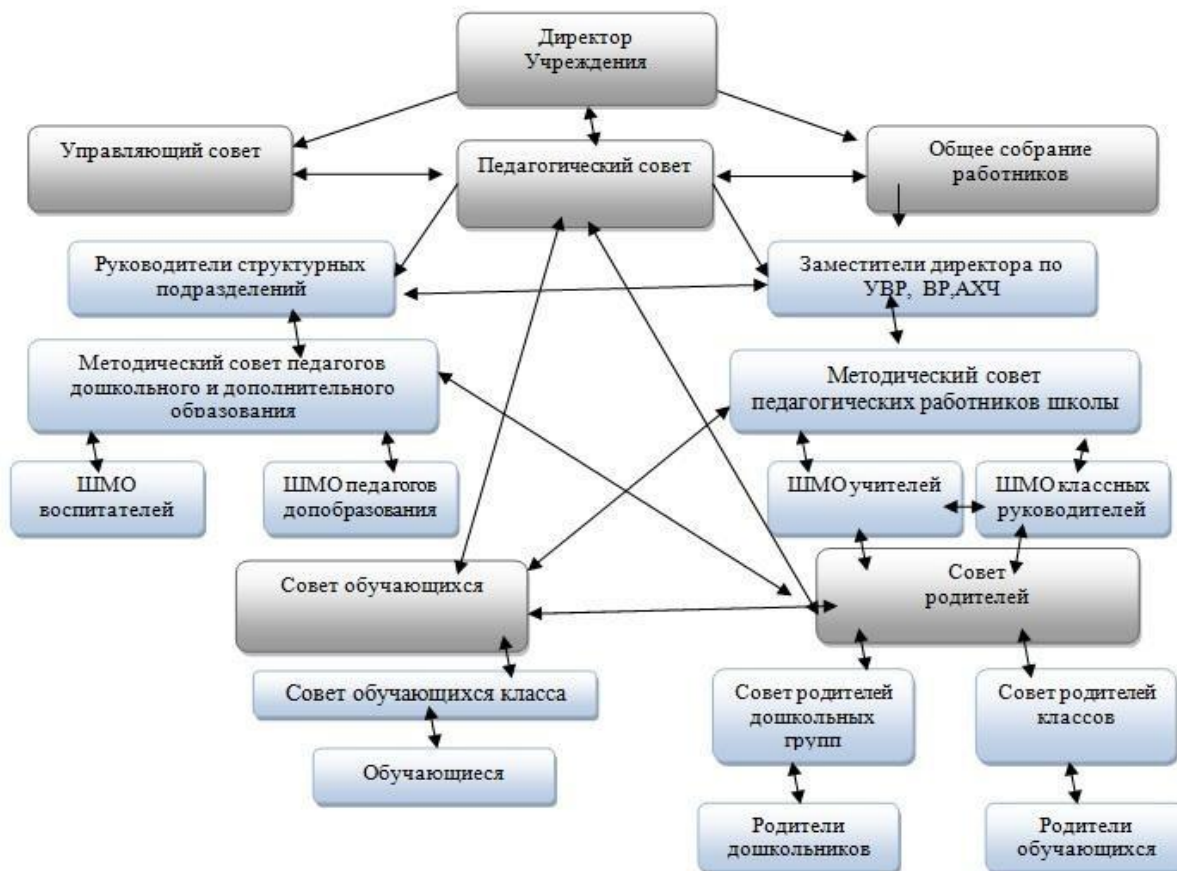 Директор
Учреждения
Управляющий совет
Педагогический совет
Общее собрание
работников
Руководители структурных
подразделений
Заместители директора по
УВР, ВР,АХЧ
Методический совет педагогов
дошкольного и дополнительного
образования
Методический совет
педагогических работников школы
ШМО
воспитателей
ШМО педагогов
допобразования
ШМО учителей
ШМО классных
руководителей
Совет обучающихся
Совет
родителей
Совет обучающихся класса
Совет родителей
дошкольных
групп
Совет родителей
классов
Обучающиеся
Родители
дошкольников
Родители
обучающихся